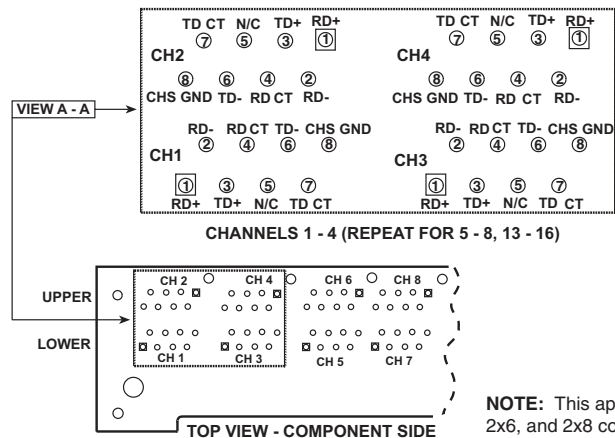 TD CT N/C TD+ RD+ TD CT N/C TD+ RD+
7 5 3 1 7 5 3 1
CH2 CH4
8 6 4 2 8 6 4 2
CHS GND TD- RD CT RD- CHS GND TD- RD CT RD-
VIEW A - A
RD- RD CT TD- CHS GND RD- RD CT TD- CHS GND
2 4 6 8 2 4 6 8
CH1 CH3
1 3 5 7 1 3 5 7
RD+ TD+ N/C TD CT RD+ TD+ N/C TD CT
CHANNELS 1 - 4 (REPEAT FOR 5 - 8, 13 - 16)
CH 2 CH 4 CH 6 CH 8
UPPER
LOWER
CH 1 CH 3 CH 5 CH 7
TOP VIEW - COMPONENT SIDE
NOTE: This ap
2x6, and 2x8 co